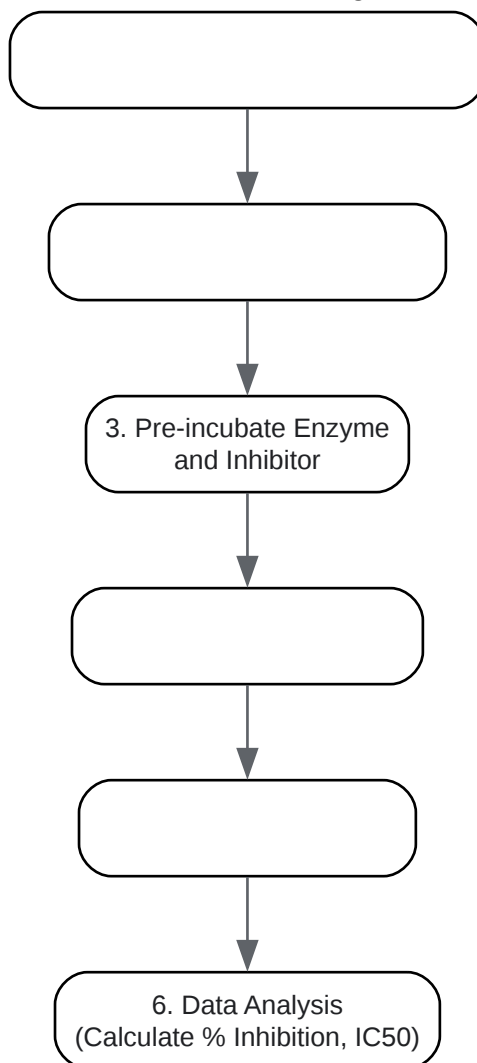 3. Pre-incubate Enzyme
and Inhibitor
6. Data Analysis
(Calculate % Inhibition, IC50)